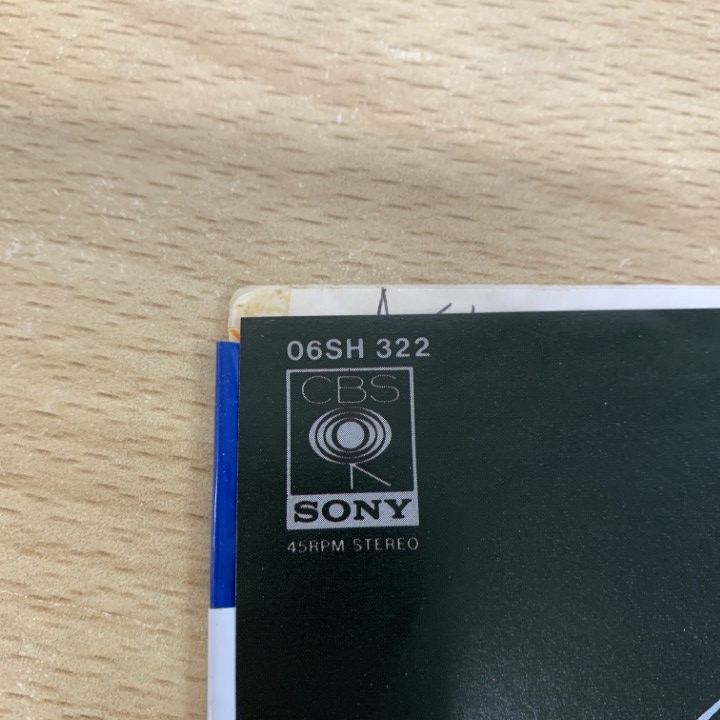 06SH 322
CBS
SONY
45RPM STEREO